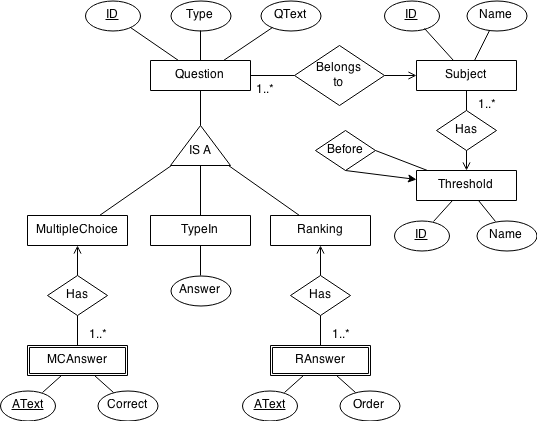 ID
Type
QText
ID
Name
Question
Belongs
to
Subject
1..*
1..*
Has
IS A
Before
Threshold
MultipleChoice
TypeIn
Ranking
ID
Name
Has
Answer
Has
1..*
1..*
MCAnswer
RAnswer
AText
Correct
AText
Order